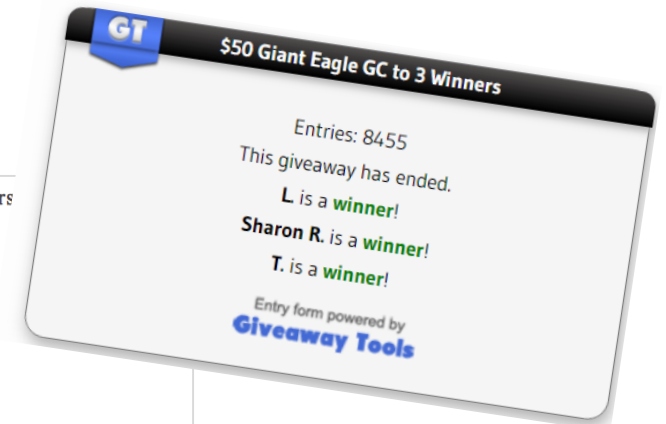 GT
$50 Giant Eagle GC to 3 Winners
Entries: 8455
This giveaway has ended.
L. is a winner!
Sharon R. is a winner!
T. is a winner!
Entry form powered by
Giveaway Tools
rs